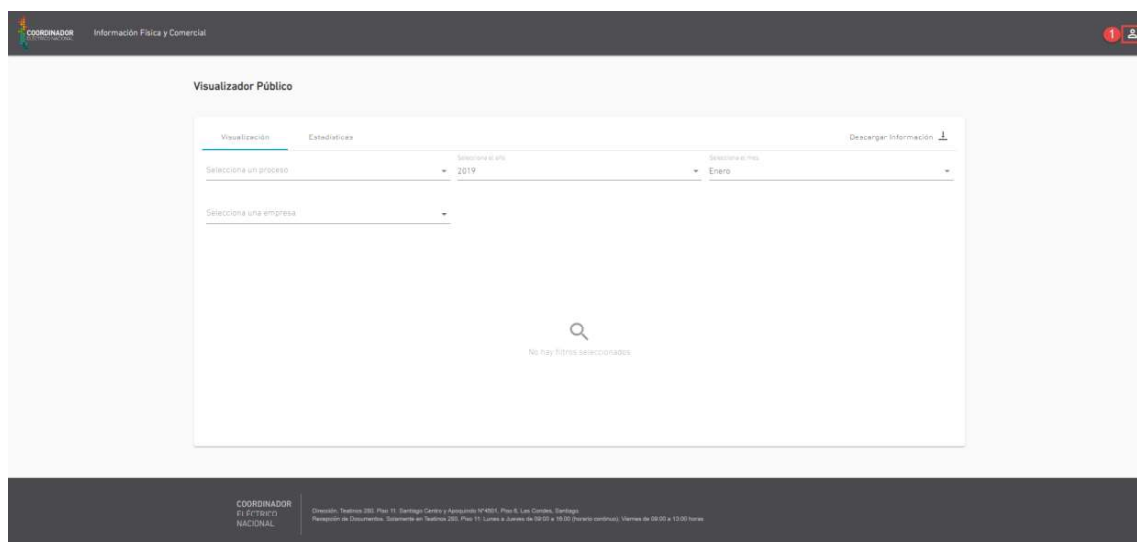 COORDINADOR
ELÉCTRICO NACIONAL
Información Física y Comercial
1
Visualizador Público
Visualización
Estadísticas
Descargar Información
Selecciona un proceso
Selecciona el año
2019
Selecciona el mes
Enero
Selecciona una empresa
No hay filtros seleccionados
COORDINADOR
ELÉCTRICO
NACIONAL
Dirección: Teatinos 280, Piso 11, Santiago Centro y Apoquindo N°4501, Piso 6, Las Condes, Santiago
Recepción de Documentos: Solamente en Teatinos 280, Piso 11: Lunes a Jueves de 09:00 a 16:00 (horario continuo), Viernes de 09:00 a 13:00 horas